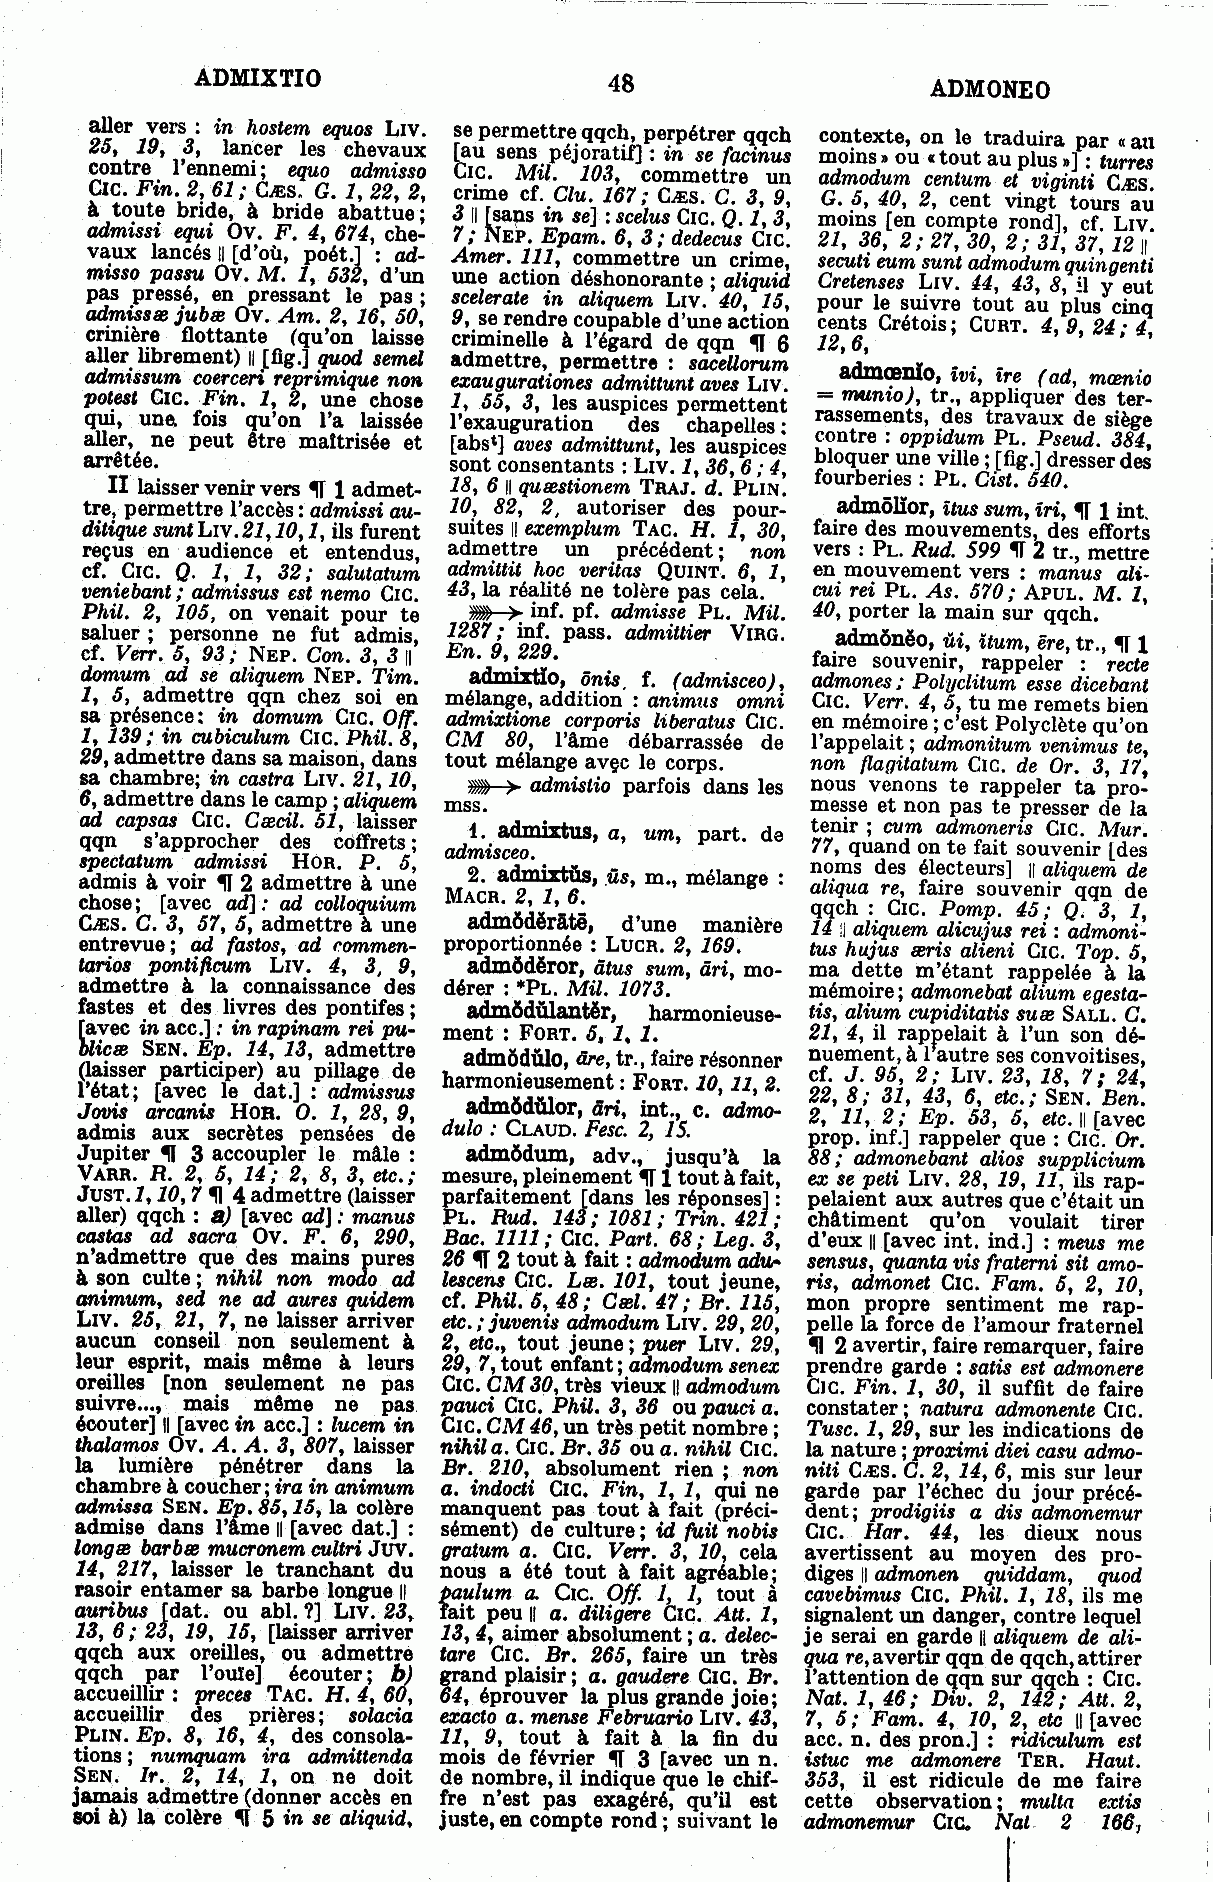 ADMIXTIO
48
ADMONEO
aller vers : in hostem equos LIV.
25, 19, 3, lancer les chevaux
contre l'ennemi; equo admisso
CIC. Fin. 2, 61; CÆS. G. 1, 22, 2,
à toute bride, à bride abattue;
admissi equi OV. F. 4, 674, che-
vaux lancés || [d'où, poét.] : ad-
misso passu OV. M. 1, 532, d'un
pas pressé, en pressant le pas;
admissæ jubæ OV. Am. 2, 16, 50,
crinière flottante (qu'on laisse
aller librement) || [fig.] quod semel
admissum coerceri reprimique non
potest CIC. Fin. 1, 2, une chose
qui, une fois qu'on l'a laissée
aller, ne peut être maîtrisée et
arrêtée.
II laisser venir vers ¶ 1 admet-
tre, permettre l'accès : admissi au-
ditique sunt LIV. 21, 10, 1, ils furent
reçus en audience et entendus,
cf. CIC. Q. 1, 1, 32; salutatum
veniebant; admissus est nemo CIC.
Phil. 2, 105, on venait pour te
saluer; personne ne fut admis,
cf. Verr. 5, 93; NEP. Con. 3, 3 ||
domum ad se aliquem NEP. Tim.
1, 5, admettre qqn chez soi en
sa présence: in domum CIC. Off.
1, 139; in cubiculum CIC. Phil. 8,
29, admettre dans sa maison, dans
sa chambre; in castra LIV. 21, 10,
6, admettre dans le camp; aliquem
ad capsas CIC. Cæcil. 51, laisser
qqn s'approcher des coffrets;
spectatum admissi HOR. P. 5,
admis à voir ¶ 2 admettre à une
chose; [avec ad] : ad colloquium
CÆS. C. 3, 57, 5, admettre à une
entrevue; ad fastos, ad commen-
tarios pontificum LIV. 4, 3, 9,
admettre à la connaissance des
fastes et des livres des pontifes;
[avec in acc.] : in rapinam rei pu-
blicæ SEN. Ep. 14, 13, admettre
(laisser participer) au pillage de
l'état; [avec le dat.] : admissus
Jovis arcanis HOR. O. 1, 28, 9,
admis aux secrètes pensées de
Jupiter ¶ 3 accoupler le mâle :
VARR. R. 2, 5, 14; 2, 8, 3, etc.;
JUST. 1, 10, 7 ¶ 4 admettre (laisser
aller) qqch : a) [avec ad] : manus
castas ad sacra OV. F. 6, 290,
n'admettre que des mains pures
à son culte; nihil non modo ad
animum, sed ne ad aures quidem
LIV. 25, 21, 7, ne laisser arriver
aucun conseil non seulement à
leur esprit, mais même à leurs
oreilles [non seulement ne pas
suivre..., mais même ne pas
écouter] || [avec in acc.] : lucem in
thalamos OV. A. A. 3, 807, laisser
la lumière pénétrer dans la
chambre à coucher; ira in animum
admissa SEN. Ep. 85, 15, la colère
admise dans l'âme || [avec dat.] :
longæ barbæ mucronem cultri JUV.
14, 217, laisser le tranchant du
rasoir entamer sa barbe longue ||
auribus [dat. ou abl. ?] LIV. 23,
13, 6; 23, 19, 15, [laisser arriver
qqch aux oreilles, ou admettre
qqch par l'ouïe] écouter; b)
accueillir : preces TAC. H. 4, 60,
accueillir des prières; solacia
PLIN. Ep. 8, 16, 4, des consola-
tions; numquam ira admittenda
SEN. Ir. 2, 14, 1, on ne doit
jamais admettre (donner accès en
soi à) la colère ¶ 5 in se aliquid,
se permettre qqch, perpétrer qqch
[au sens péjoratif] : in se facinus
CIC. Mil. 103, commettre un
crime cf. Clu. 167; CÆS. C. 3, 9,
3 || [sans in se] : scelus CIC. Q. 1, 3,
7; NEP. Epam. 6, 3; dedecus CIC.
Amer. 111, commettre un crime,
une action déshonorante; aliquid
scelerate in aliquem LIV. 40, 15,
9, se rendre coupable d'une action
criminelle à l'égard de qqn ¶ 6
admettre, permettre : sacellorum
exaugurationes admittunt aves LIV.
1, 55, 3, les auspices permettent
l'exauguration des chapelles;
[absᵗ] aves admittunt, les auspices
sont consentants : LIV. 1, 36, 6; 4,
18, 6 || quæstionem TRAJ. d. PLIN.
10, 82, 2, autoriser des pour-
suites || exemplum TAC. H. 1, 30,
admettre un précédent; non
admittit hoc veritas QUINT. 6, 1,
43, la réalité ne tolère pas cela.
»»→ inf. pf. admisse PL. Mil.
1287; inf. pass. admittier VIRG.
En. 9, 229.
admixtĭo, ōnis, f. (admisceo),
mélange, addition : animus omni
admixtione corporis liberatus CIC.
CM 80, l'âme débarrassée de
tout mélange avec le corps.
»»→ admistio parfois dans les
mss.
1. admixtus, a, um, part. de
admisceo.
2. admixtŭs, ūs, m., mélange :
MACR. 2, 1, 6.
admŏdĕrātē, d'une manière
proportionnée : LUCR. 2, 169.
admŏdĕror, ātus sum, āri, mo-
dérer : *PL. Mil. 1073.
admŏdŭlantĕr, harmonieuse-
ment : FORT. 5, 1, 1.
admŏdŭlo, āre, tr., faire résonner
harmonieusement : FORT. 10, 11, 2.
admŏdŭlor, āri, int., c. admo-
dulo : CLAUD. Fesc. 2, 15.
admŏdum, adv., jusqu'à la
mesure, pleinement ¶ 1 tout à fait,
parfaitement [dans les réponses] :
PL. Rud. 143; 1081; Trin. 421;
Bac. 1111; CIC. Part. 68; Leg. 3,
26 ¶ 2 tout à fait : admodum adu-
lescens CIC. Læ. 101, tout jeune,
cf. Phil. 5, 48; Cæl. 47; Br. 115,
etc.; juvenis admodum LIV. 29, 20,
2, etc., tout jeune; puer LIV. 29,
29, 7, tout enfant; admodum senex
CIC. CM 30, très vieux || admodum
pauci CIC. Phil. 3, 36 ou pauci a.
CIC. CM 46, un très petit nombre;
nihil a. CIC. Br. 35 ou a. nihil CIC.
Br. 210, absolument rien; non
a. indocti CIC. Fin, 1, 1, qui ne
manquent pas tout à fait (préci-
sément) de culture; id fuit nobis
gratum a. CIC. Verr. 3, 10, cela
nous a été tout à fait agréable;
paulum a. CIC. Off. 1, 1, tout à
fait peu || a. diligere CIC. Att. 1,
13, 4, aimer absolument; a. delec-
tare CIC. Br. 265, faire un très
grand plaisir; a. gaudere CIC. Br.
64, éprouver la plus grande joie;
exacto a. mense Februario LIV. 43,
11, 9, tout à fait à la fin du
mois de février ¶ 3 [avec un n.
de nombre, il indique que le chif-
fre n'est pas exagéré, qu'il est
juste, en compte rond; suivant le
contexte, on le traduira par « au
moins » ou « tout au plus »] : turres
admodum centum et viginti CÆS.
G. 5, 40, 2, cent vingt tours au
moins [en compte rond], cf. LIV.
21, 36, 2; 27, 30, 2; 31, 37, 12 ||
secuti eum sunt admodum quingenti
Cretenses LIV. 44, 43, 8, il y eut
pour le suivre tout au plus cinq
cents Crétois; CURT. 4, 9, 24; 4,
12, 6,
admœnĭo, īvi, īre (ad, mœnio
= munio), tr., appliquer des ter-
rassements, des travaux de siège
contre : oppidum PL. Pseud. 384,
bloquer une ville; [fig.] dresser des
fourberies : PL. Cist. 540.
admōlĭor, ītus sum, īri, ¶ 1 int.
faire des mouvements, des efforts
vers : PL. Rud. 599 ¶ 2 tr., mettre
en mouvement vers : manus ali-
cui rei PL. As. 570; APUL. M. 1,
40, porter la main sur qqch.
admŏnĕo, ŭi, ĭtum, ēre, tr., ¶ 1
faire souvenir, rappeler : recte
admones; Polyclitum esse dicebant
CIC. Verr. 4, 5, tu me remets bien
en mémoire; c'est Polyclète qu'on
l'appelait; admonitum venimus te,
non flagitatum CIC. de Or. 3, 17,
nous venons te rappeler ta pro-
messe et non pas te presser de la
tenir; cum admoneris CIC. Mur.
77, quand on te fait souvenir [des
noms des électeurs] || aliquem de
aliqua re, faire souvenir qqn de
qqch : CIC. Pomp. 45; Q. 3, 1,
14 || aliquem alicujus rei : admoni-
tus hujus æris alieni CIC. Top. 5,
ma dette m'étant rappelée à la
mémoire; admonebat alium egesta-
tis, alium cupiditatis suæ SALL. C.
21, 4, il rappelait à l'un son dé-
nuement, à l'autre ses convoitises,
cf. J. 95, 2; LIV. 23, 18, 7; 24,
22, 8; 31, 43, 6, etc.; SEN. Ben.
2, 11, 2; Ep. 53, 5, etc. || [avec
prop. inf.] rappeler que : CIC. Or.
88; admonebant alios supplicium
ex se peti LIV. 28, 19, 11, ils rap-
pelaient aux autres que c'était un
châtiment qu'on voulait tirer
d'eux || [avec int. ind.] : meus me
sensus, quanta vis fraterni sit amo-
ris, admonet CIC. Fam. 5, 2, 10,
mon propre sentiment me rap-
pelle la force de l'amour fraternel
¶ 2 avertir, faire remarquer, faire
prendre garde : satis est admonere
CIC. Fin. 1, 30, il suffit de faire
constater; natura admonente CIC.
Tusc. 1, 29, sur les indications de
la nature; proximi diei casu admo-
niti CÆS. C. 2, 14, 6, mis sur leur
garde par l'échec du jour précé-
dent; prodigiis a dis admonemur
CIC. Har. 44, les dieux nous
avertissent au moyen des pro-
diges || admonen quiddam, quod
cavebimus CIC. Phil. 1, 18, ils me
signalent un danger, contre lequel
je serai en garde || aliquem de ali-
qua re, avertir qqn de qqch, attirer
l'attention de qqn sur qqch : CIC.
Nat. 1, 46; Div. 2, 142; Att. 2,
7, 5; Fam. 4, 10, 2, etc || [avec
acc. n. des pron.] : ridiculum est
istuc me admonere TER. Haut.
353, il est ridicule de me faire
cette observation; multa extis
admonemur CIC. Nat 2 166,